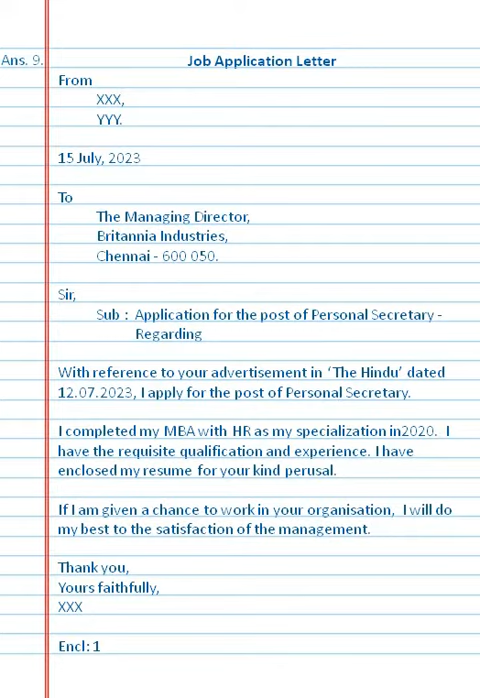 Ans. 9.
Job Application Letter
From
XXX,
YYY.
15 July, 2023
To
The Managing Director,
Britannia Industries,
Chennai - 600 050.
Sir,
Sub : Application for the post of Personal Secretary -
Regarding
With reference to your advertisement in ‘The Hindu’ dated
12.07.2023, I apply for the post of Personal Secretary.
I completed my MBA with HR as my specialization in2020. I
have the requisite qualification and experience. I have
enclosed my resume for your kind perusal.
If I am given a chance to work in your organisation, I will do
my best to the satisfaction of the management.
Thank you,
Yours faithfully,
XXX
Encl: 1